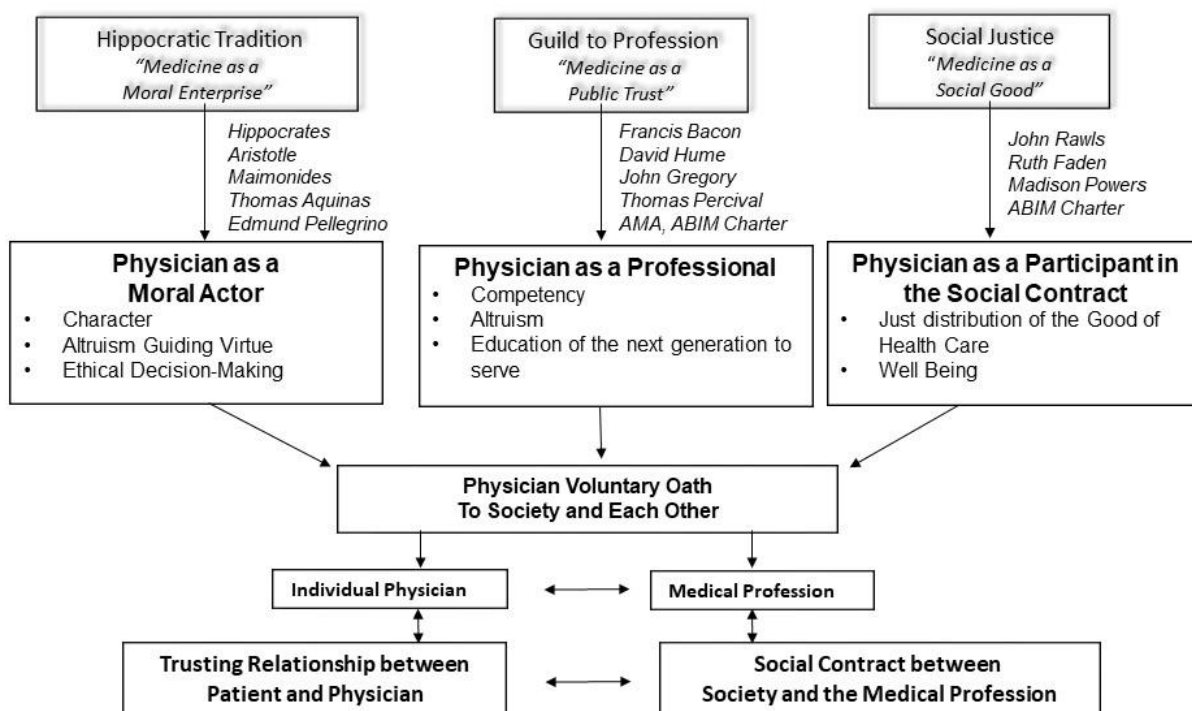 Hippocratic Tradition
“Medicine as a
Moral Enterprise”
Guild to Profession
“Medicine as a
Public Trust”
Social Justice
“Medicine as a
Social Good”
Hippocrates
Aristotle
Maimonides
Thomas Aquinas
Edmund Pellegrino
Francis Bacon
David Hume
John Gregory
Thomas Percival
AMA, ABIM Charter
John Rawls
Ruth Faden
Madison Powers
ABIM Charter
Physician as a
Moral Actor
• Character
• Altruism Guiding Virtue
• Ethical Decision-Making
Physician as a Professional
• Competency
• Altruism
• Education of the next generation to
serve
Physician as a Participant in
the Social Contract
• Just distribution of the Good of
Health Care
• Well Being
Physician Voluntary Oath
To Society and Each Other
Individual Physician
Medical Profession
Trusting Relationship between
Patient and Physician
Social Contract between
Society and the Medical Profession